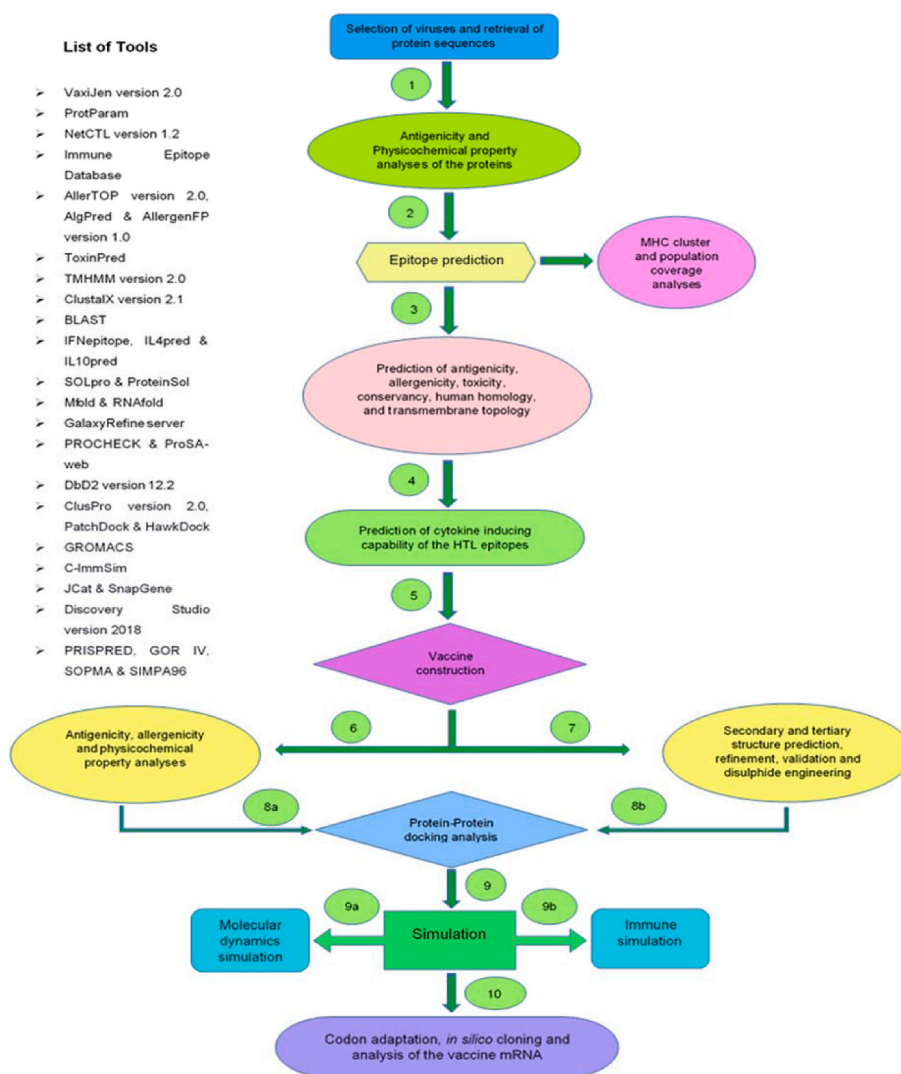 List of Tools
VaxiJen version 2.0
ProtParam
NetCTL version 1.2
Immune Epitope
Database
AllerTOP version 2.0,
AlgPred & AllergenFP
version 1.0
ToxinPred
TMHMM version 2.0
ClustalX version 2.1
BLAST
IFNepitope, IL4pred &
IL10pred
SOLpro & ProteinSol
Mfold & RNAfold
GalaxyRefine server
PROCHECK & ProSA-
web
DbD2 version 12.2
ClusPro version 2.0,
PatchDock & HawkDock
GROMACS
C-ImmSim
JCat & SnapGene
Discovery Studio
version 2018
PRISPRED, GOR IV,
SOPMA & SIMPA96
Selection of viruses and retrieval of
protein sequences
1
Antigenicity and
Physicochemical property
analyses of the proteins
2
Epitope prediction
MHC cluster
and population
coverage
analyses
3
Prediction of antigenicity,
allergenicity, toxicity,
conservancy, human homology,
and transmembrane topology
4
Prediction of cytokine inducing
capability of the HTL epitopes
5
Vaccine
construction
6
7
Antigenicity, allergenicity
and physicochemical
property analyses
Secondary and tertiary
structure prediction,
refinement, validation and
disulphide engineering
8a
8b
Protein-Protein
docking analysis
9
9a
9b
Molecular
dynamics
simulation
Simulation
Immune
simulation
10
Codon adaptation, in silico cloning and
analysis of the vaccine mRNA